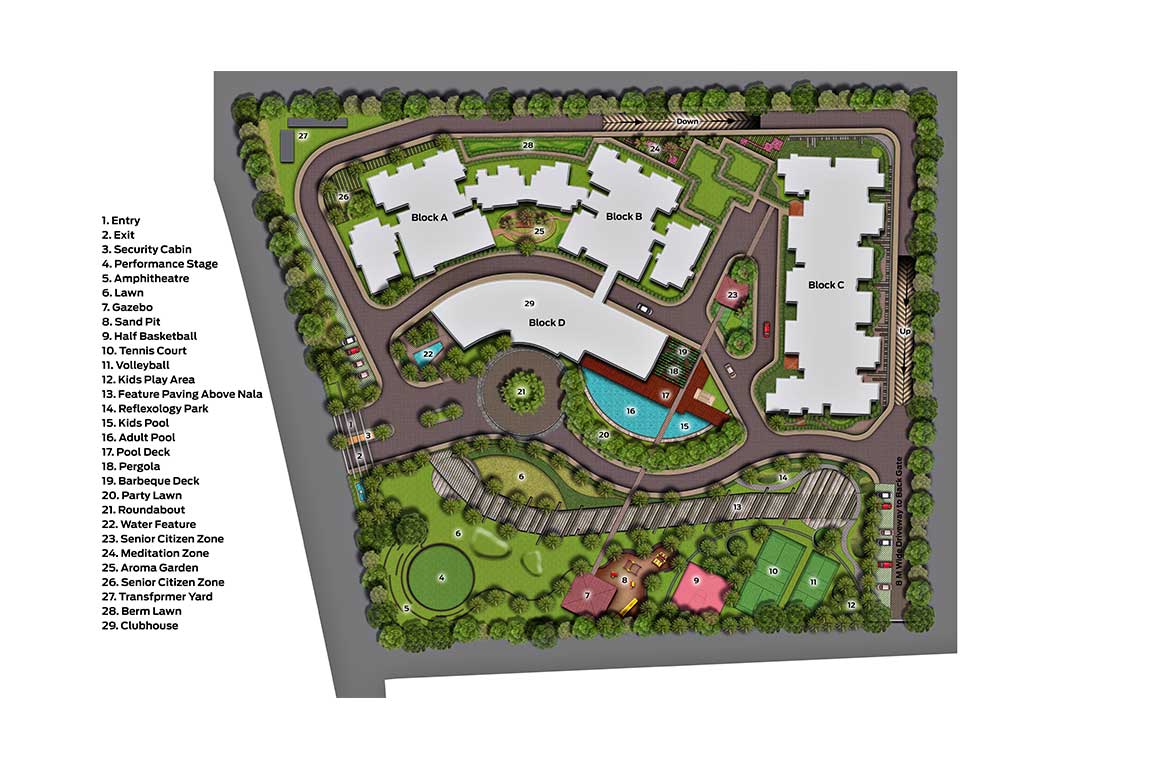 1. Entry
2. Exit
3. Security Cabin
4. Performance Stage
5. Amphitheatre
6. Lawn
7. Gazebo
8. Sand Pit
9. Half Basketball
10. Tennis Court
11. Volleyball
12. Kids Play Area
13. Feature Paving Above Nala
14. Reflexology Park
15. Kids Pool
16. Adult Pool
17. Pool Deck
18. Pergola
19. Barbeque Deck
20. Party Lawn
21. Roundabout
22. Water Feature
23. Senior Citizen Zone
24. Meditation Zone
25. Aroma Garden
26. Senior Citizen Zone
27. Transfprmer Yard
28. Berm Lawn
29. Clubhouse
Down
27
28
24
26
Block A
Block B
25
Block C
23
29
Block D
Up
22
19
18
17
21
16
15
20
1
3
2
6
14
13
8 M Wide Driveway to Back Gate
6
4
5
8
7
9
10
11
12